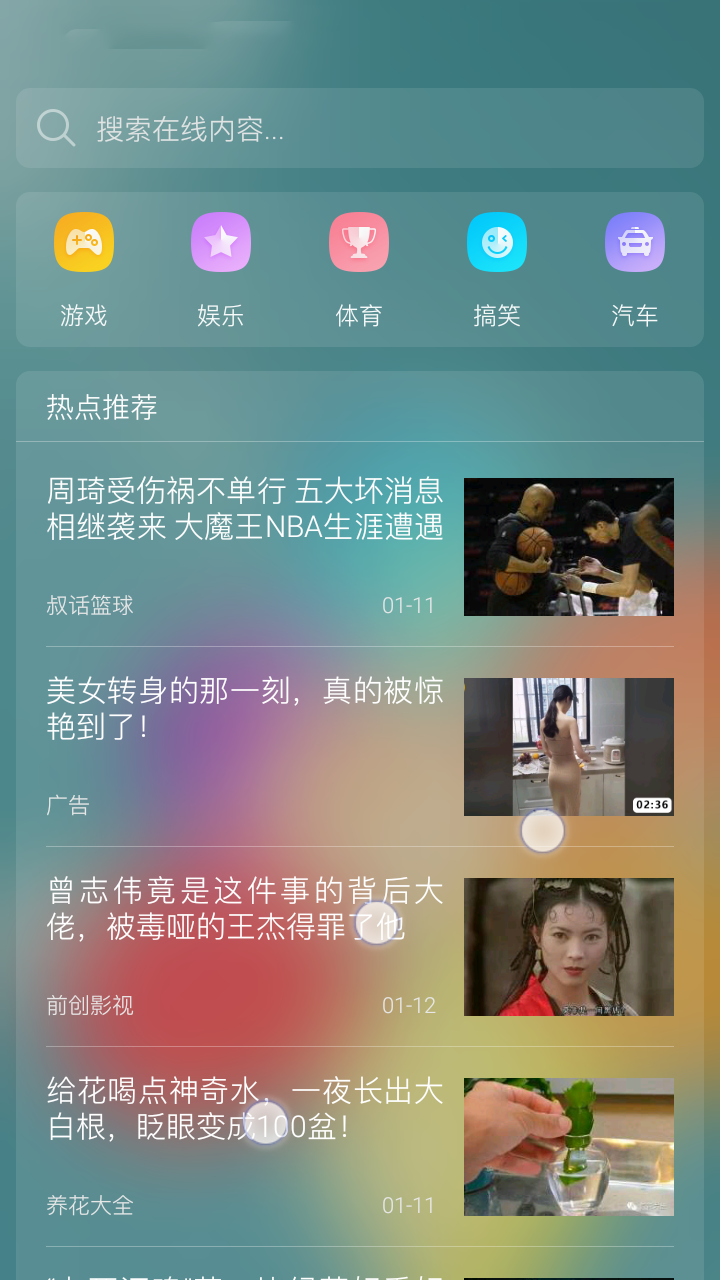 搜索在线内容...
游戏
娱乐
体育
搞笑
汽车
热点推荐
周琦受伤祸不单行 五大坏消息
相继袭来 大魔王NBA生涯遭遇
叔话篮球
01-11
美女转身的那一刻，真的被惊
艳到了！
广告
02:36
曾志伟竟是这件事的背后大
佬，被毒哑的王杰得罪了他
前创影视
01-12
给花喝点神奇水，一夜长出大
白根，眨眼变成100盆！
养花大全
01-11